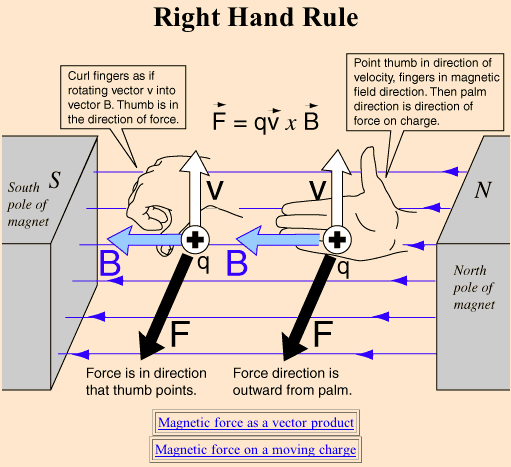 Right Hand Rule
Curl fingers as if
rotating vector v into
vector B. Thumb is in
the direction of force.
F = qv x B
Point thumb in direction of
velocity, fingers in magnetic
field direction. Then palm
direction is direction of
force on charge.
South
pole of
magnet
S
v
v
N
B
q
B
q
North
pole of
magnet
F
F
Force is in direction
that thumb points.
Force direction is
outward from palm.
Magnetic force as a vector product
Magnetic force on a moving charge